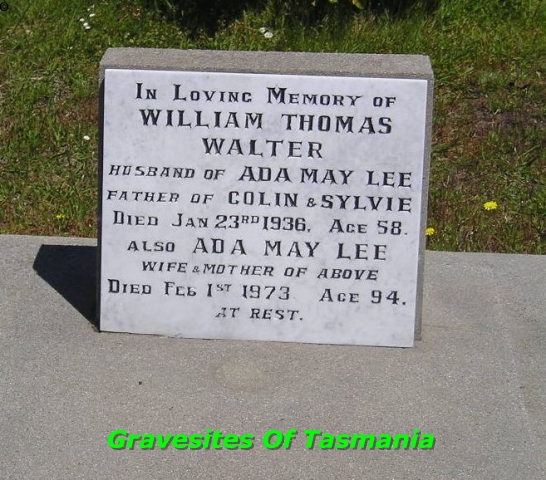 In Loving Memory of
WILLIAM THOMAS
WALTER
HUSBAND OF ADA MAY LEE
FATHER OF COLIN & SYLVIE
Died Jan 23RD 1936, Age 58.
ALSO ADA MAY LEE
WIFE & MOTHER OF ABOVE
Died Feb 1ST 1973 Age 94.
AT REST.
Gravesites Of Tasmania